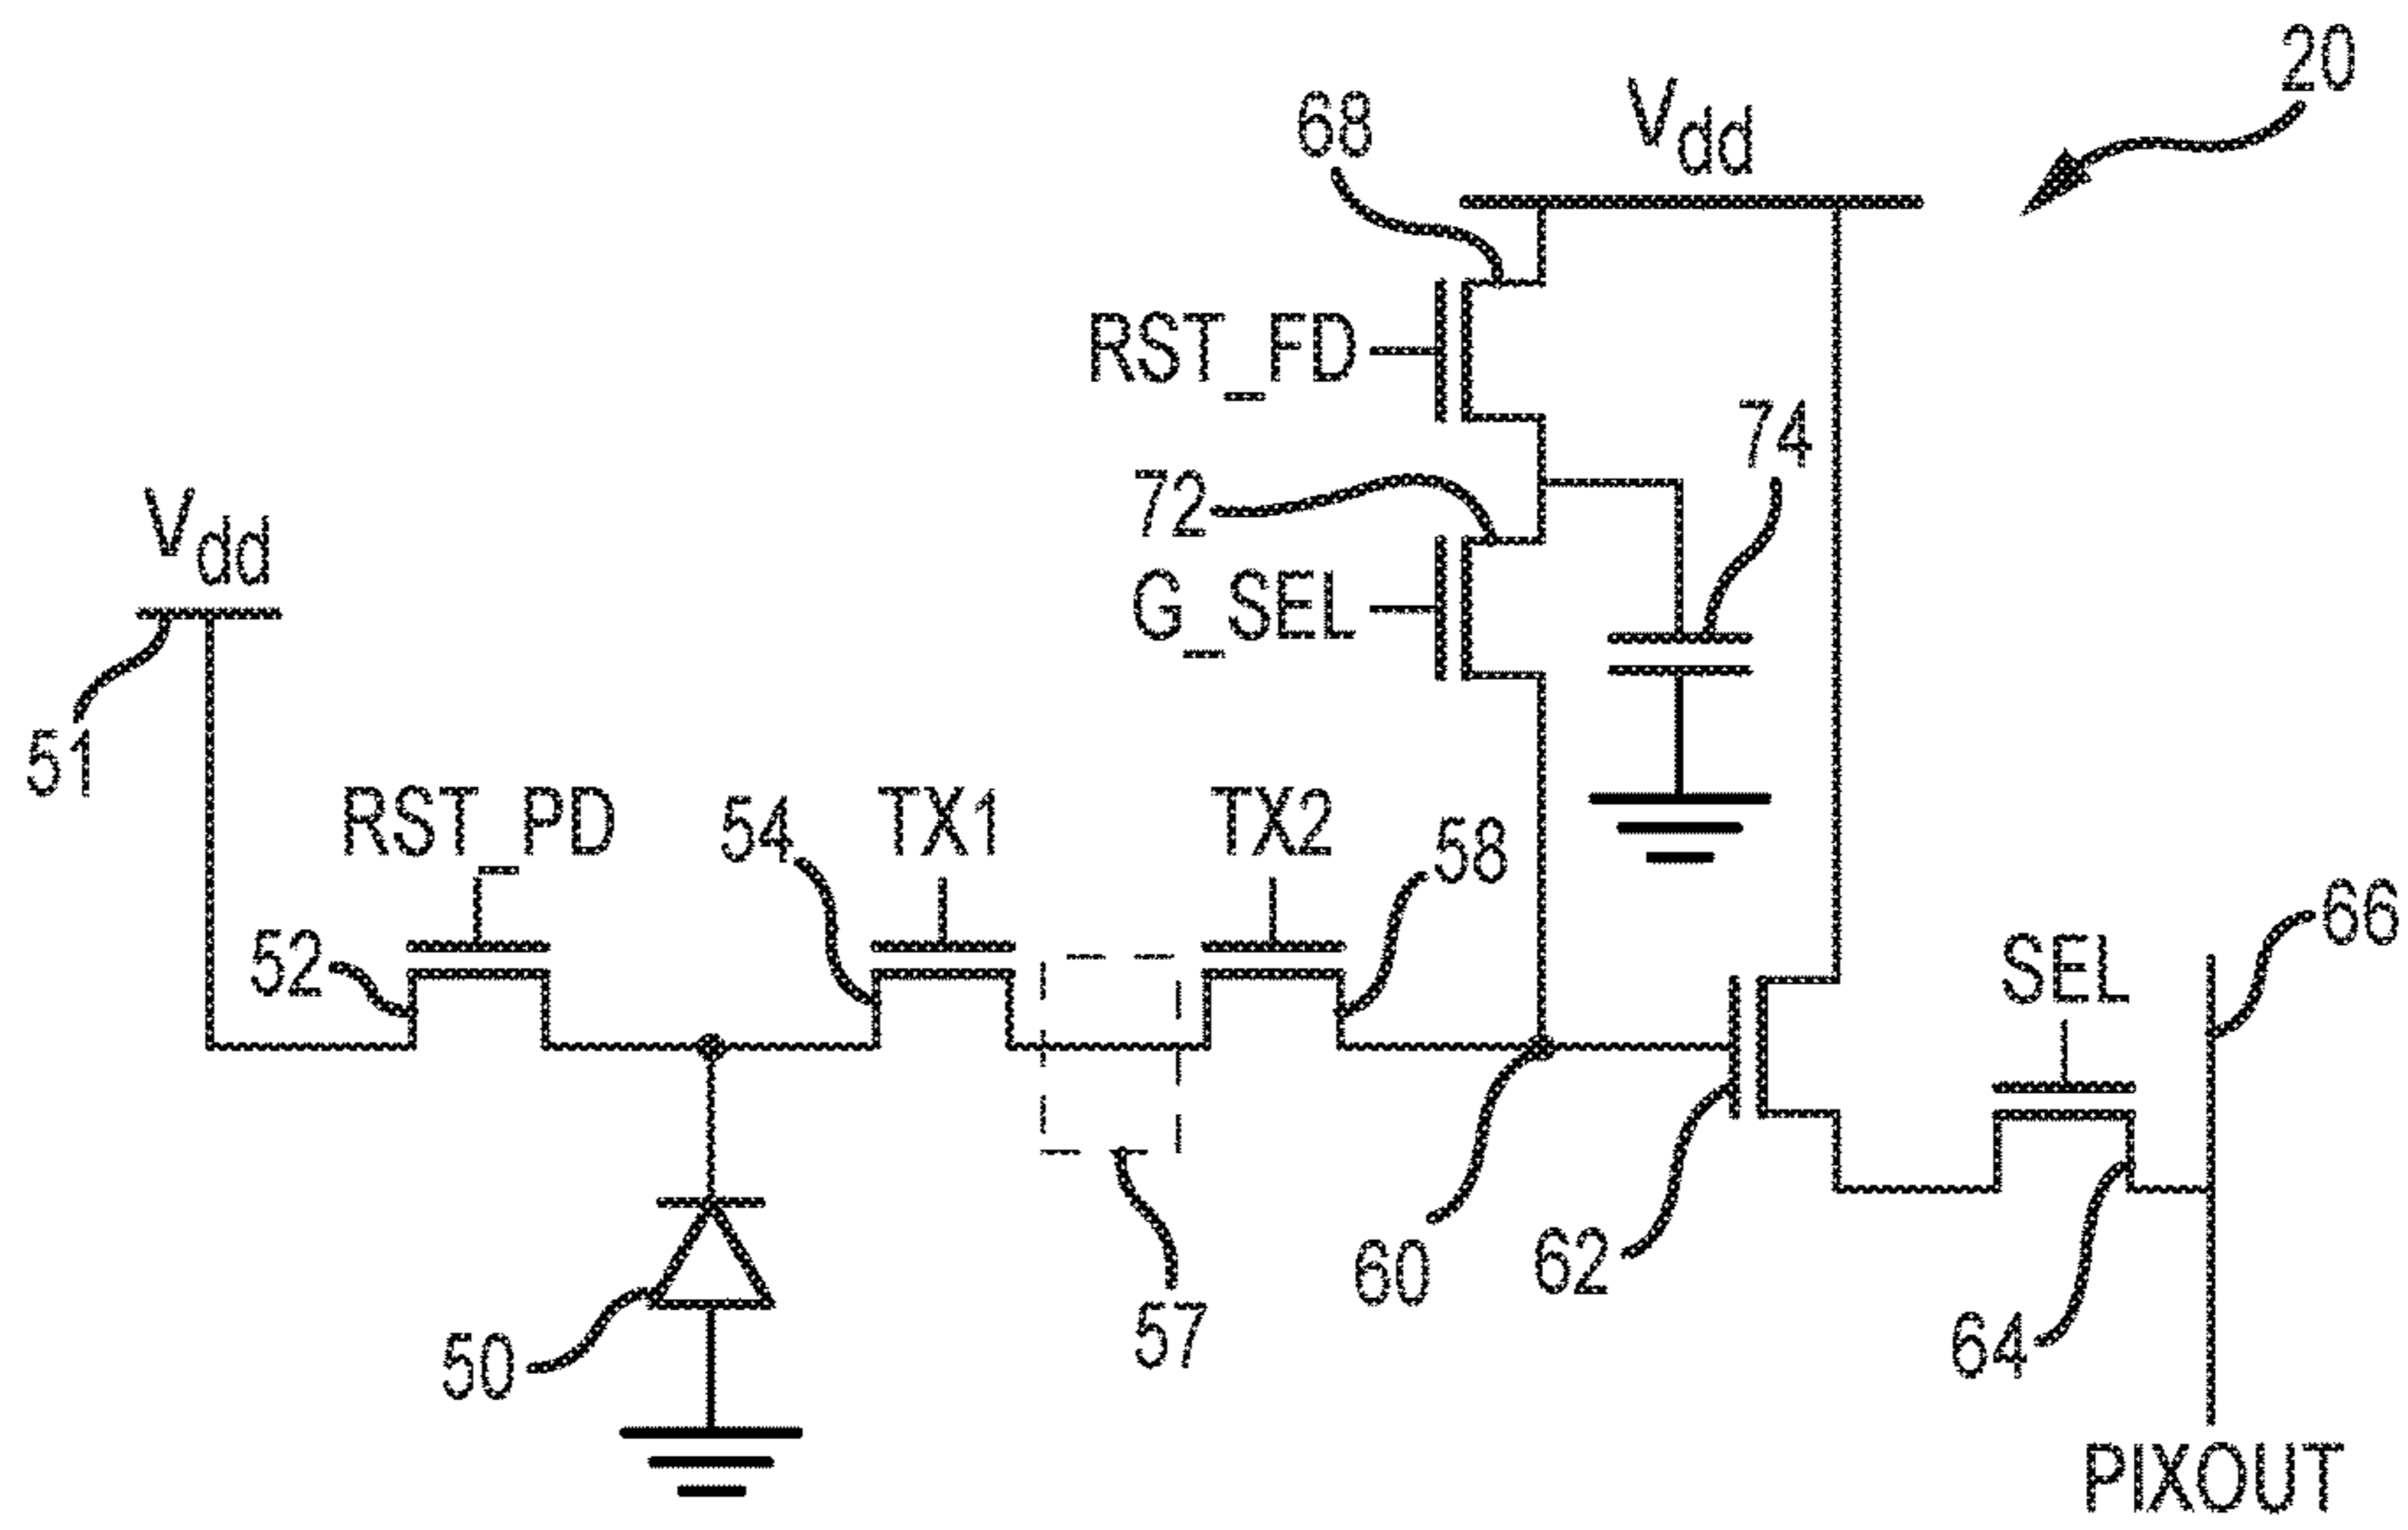 20
68
Vdd
RST_FD
74
72
Vdd
G_SEL
51
RST_PD
54
TX1
TX2
58
66
52
SEL
50
57
60
62
64
PIXOUT